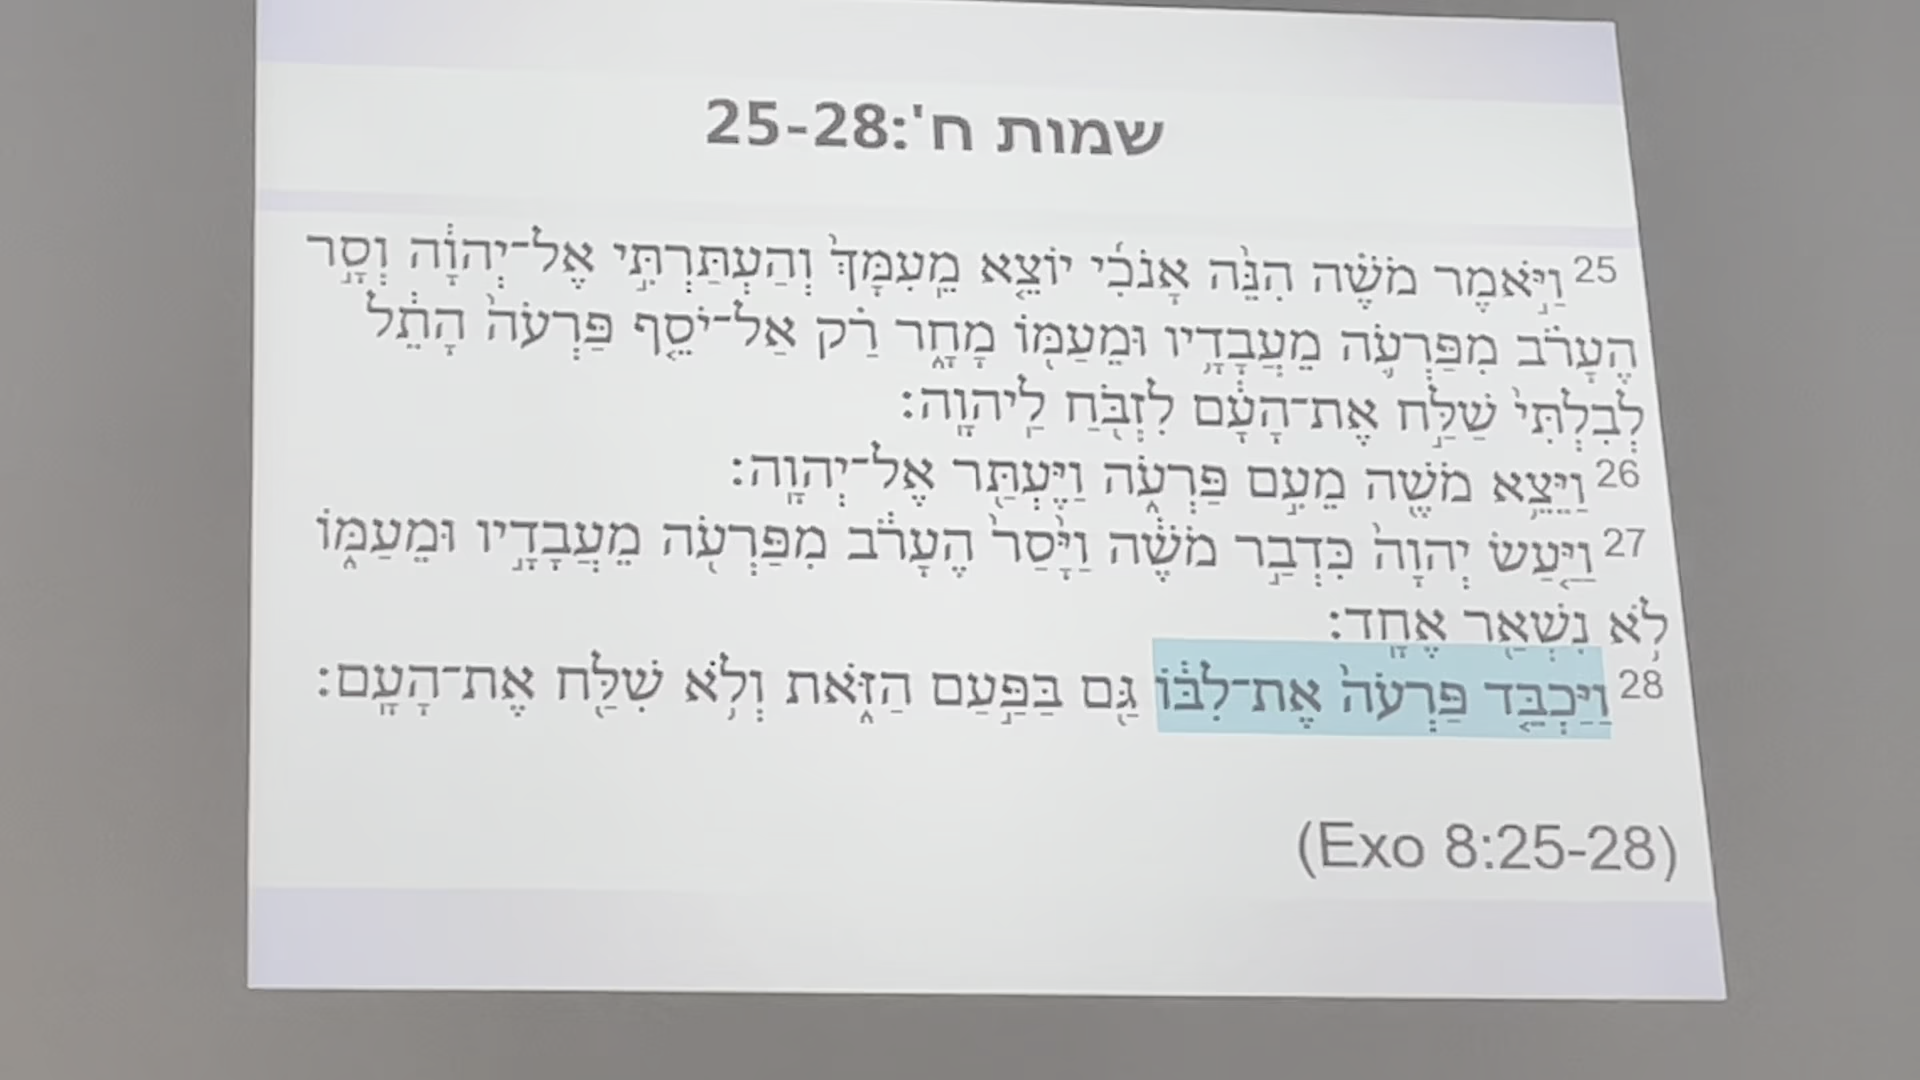 שמות ח':25-28
25 וַיֹּ֣אמֶר מֹשֶׁ֗ה הִנֵּ֨ה אָנֹכִ֜י יוֹצֵ֤א מֵֽעִמָּךְ֙ וְהַעְתַּרְתִּ֣י אֶל־יְהוָ֔ה וְסָ֣ר
הֶעָרֹ֗ב מִפַּרְעֹ֛ה מֵעֲבָדָ֥יו וּמֵעַמּ֖וֹ מָחָ֑ר רַ֗ק אַל־יֹסֵ֤ף פַּרְעֹה֙ הָתֵ֔ל
לְבִלְתִּי֙ שַׁלַּ֣ח אֶת־הָעָ֔ם לִזְבֹּ֖חַ לַֽיהוָֽה׃
26 וַיֵּצֵ֥א מֹשֶׁ֖ה מֵעִ֣ם פַּרְעֹ֑ה וַיֶּעְתַּ֖ר אֶל־יְהוָֽה׃
27 וַיַּ֤עַשׂ יְהוָה֙ כִּדְבַ֣ר מֹשֶׁ֔ה וַיָּ֙סַר֙ הֶעָרֹ֔ב מִפַּרְעֹ֖ה מֵעֲבָדָ֣יו וּמֵעַמּ֑וֹ
לֹ֥א נִשְׁאַ֖ר אֶחָֽד׃
28 וַיַּכְבֵּ֤ד פַּרְעֹה֙ אֶת־לִבּ֔וֹ גַּ֖ם בַּפַּ֣עַם הַזֹּ֑את וְלֹ֥א שִׁלַּ֖ח אֶת־הָעָֽם׃
(Exo 8:25-28)